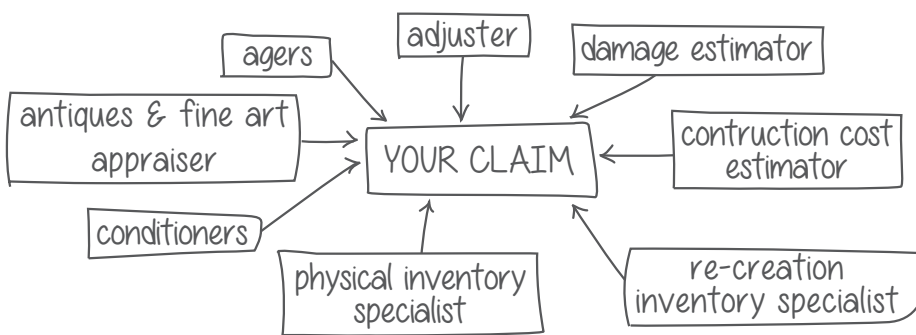 adjuster
agers
damage estimator
antiques & fine art
appraiser
YOUR CLAIM
contruction cost
estimator
conditioners
physical inventory
specialist
re-creation
inventory specialist